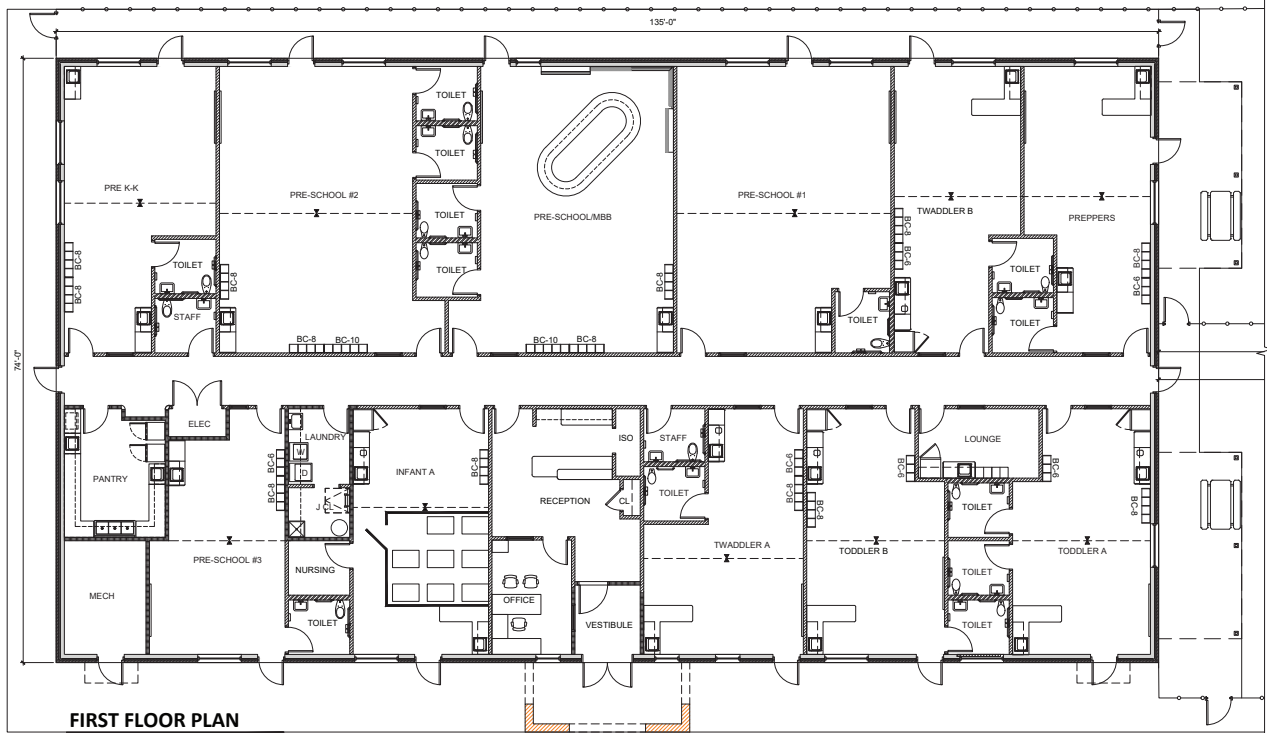 135'-0"
74'-0"
TOILET
TOILET
PRE K-K
PRE-SCHOOL #2
TOILET
PRE-SCHOOL/MBB
PRE-SCHOOL #1
TWADDLER B
PREPPERS
BC-8
BC-6
BC-8
BC-8
TOILET
TOILET
TOILET
BC-8
BC-8
BC-6
BC-8
BC-8
STAFF
TOILET
TOILET
BC-8
BC-10
BC-10
BC-8
ELEC
LAUNDRY
W
D
J CL
INFANT A
BC-8
ISO
STAFF
BC-6
BC-8
LOUNGE
BC-6
BC-6
PANTRY
BC-6
BC-8
RECEPTION
CL
TOILET
BC-8
TOILET
BC-8
PRE-SCHOOL #3
TWADDLER A
TODDLER B
TODDLER A
NURSING
TOILET
MECH
OFFICE
TOILET
VESTIBULE
TOILET
FIRST FLOOR PLAN